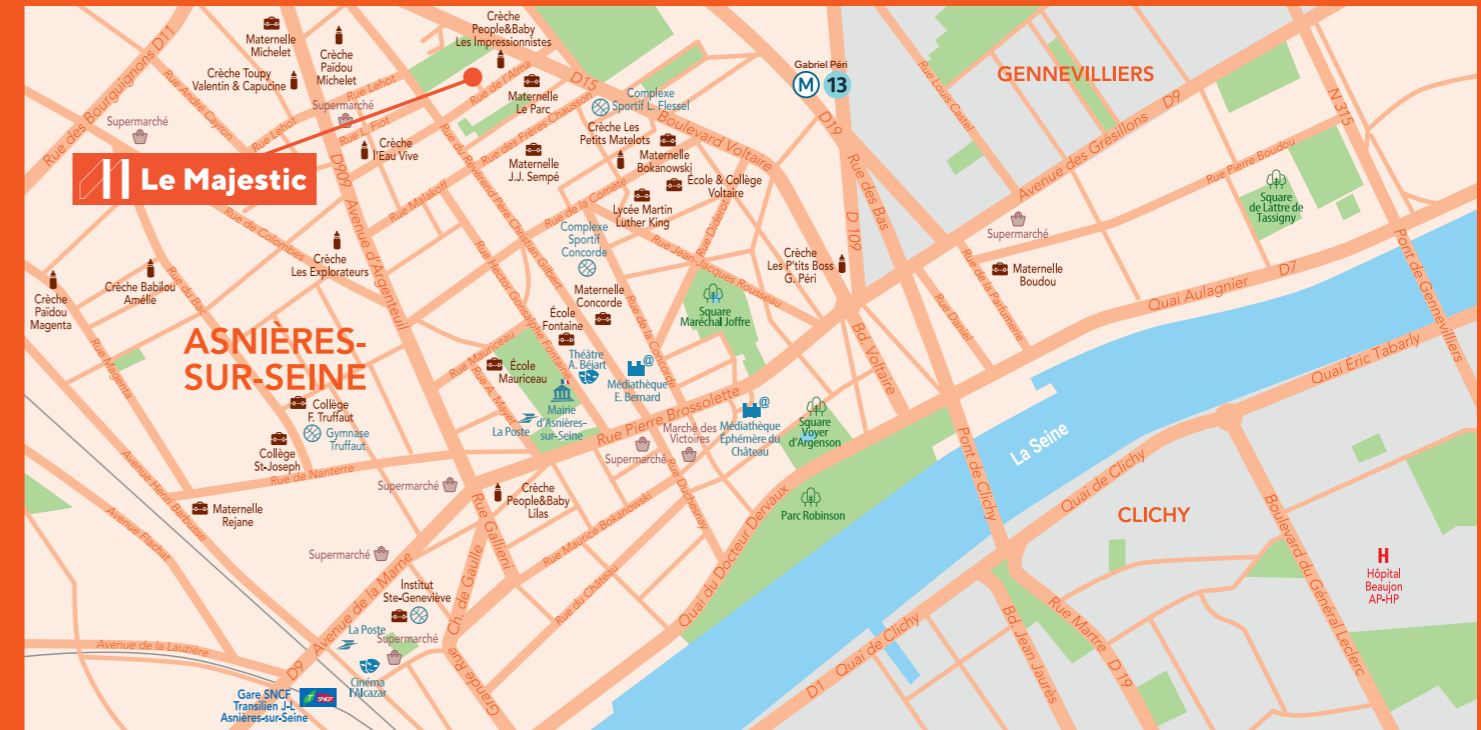 Rue des Bourguignons D11
Maternelle
Michelet
Crèche
Païdou
Michelet
Crèche
People&Baby
Les Impressionnistes
Crèche Toupy
Valentin & Capucine
Rue André Cayron
Rue Lehot
Rue Lehot
Supermarché
Supermarché
Rue L. Fiot
Crèche
l'Eau Vive
Rue de l'Alma
Maternelle
Le Parc
D15
Complexe
Sportif L. Flessel
Boulevard Voltaire
Rue des Frères Chausson
Maternelle
J.J. Sempé
Crèche Les
Petits Matelots
Maternelle
Bokanowski
École & Collège
Voltaire
Lycée Martin
Luther King
Gabriel Péri
M 13
D19
GENNEVILLIERS
Rue Louis Castel
D9
Avenue des Grésillons
N 315
Rue Pierre Boudou
Square
de Lattre de
Tassigny
Le Majestic
D909 Avenue d'Argenteuil
Rue Malakoff
Rue du Révérend Père Christian Gilbert
Rue de la Comète
Rue Diderot
Rue Jean-Jacques Rousseau
Rue des Bas
D 109
Rue de Colombes
Crèche
Les Explorateurs
Crèche Babilou
Amélie
Crèche
Païdou
Magenta
Rue du Bac
Rue Magenta
Complexe
Sportif
Concorde
Rue Hector Gonsalphe Fontaine
Maternelle
Concorde
École
Fontaine
Rue de la Concorde
Crèche
Les P'tits Boss
G. Péri
Square
Maréchal Joffre
Supermarché
Maternelle
Boudou
Rue de la Parfumerie
Rue Daniel
Quai Aulagnier
D7
Pont de Gennevilliers
ASNIÈRES-
SUR-SEINE
Rue Mauriceau
École
Mauriceau
Rue A. Mayet
Théâtre
A. Béjart
@
Médiathèque
E. Bernard
Mairie
d'Asnières-
sur-Seine
La Poste
Rue Pierre Brossolette
Bd. Voltaire
Quai Éric Tabarly
Collège
F. Truffaut
Gymnase
Truffaut
Collège
St-Joseph
Rue de Nanterre
Supermarché
Supermarché
Marché des
Victoires
@
Médiathèque
Éphémère du
Château
Square
Voyer
d'Argenson
Rue Duchesnay
Pont de Clichy
La Seine
Quai de Clichy
Avenue Henri Barbusse
Avenue Flachat
Maternelle
Rejane
Crèche
People&Baby
Lilas
Rue Gallieni
Rue Maurice Bokanowski
Parc Robinson
Quai du Docteur Dervaux
CLICHY
Boulevard du Général Leclerc
H
Hôpital
Beaujon
AP-HP
Supermarché
Institut
Ste-Geneviève
Rue du Château
Grande Rue Ch. de Gaulle
La Poste
Supermarché
Cinéma
l'Alcazar
Avenue de la Lauzière
D9 Avenue de la Marne
Gare SNCF
Transilien J-L
Asnières-sur-Seine
T SNCF
D1 Quai de Clichy
Bd. Jean Jaurès
Rue Martre D 19